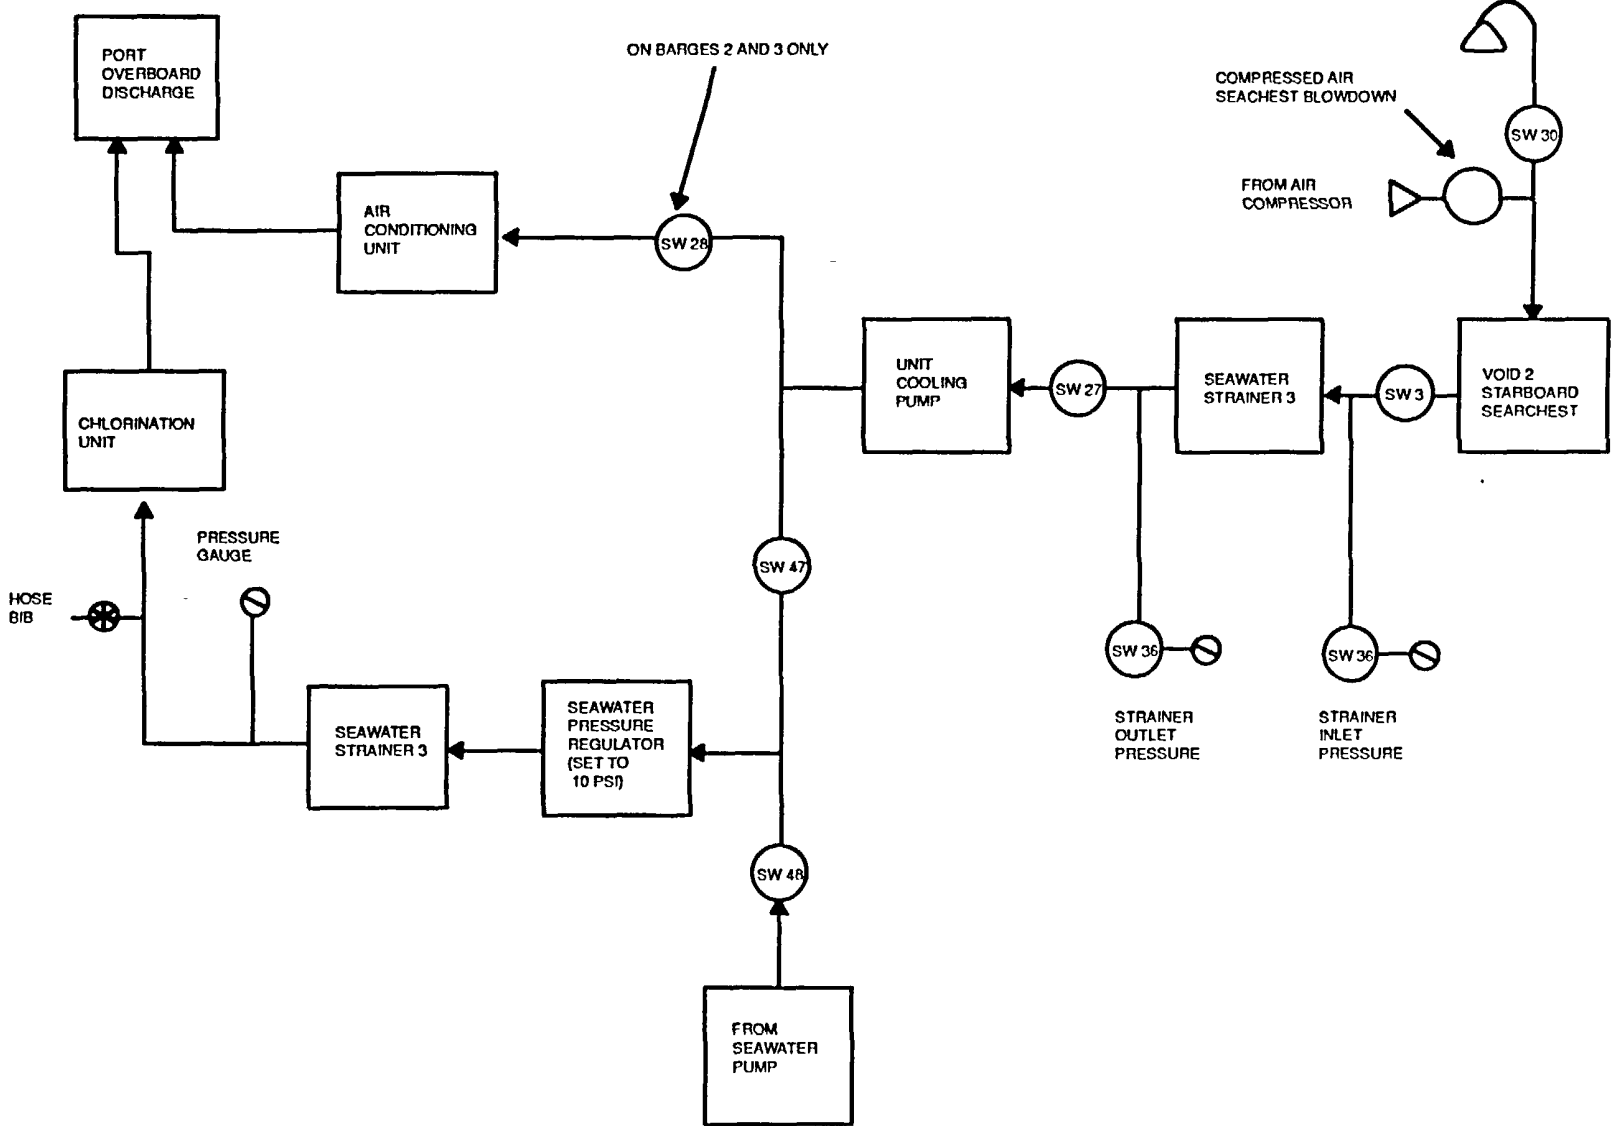 PORT
OVERBOARD
DISCHARGE
ON BARGES 2 AND 3 ONLY
COMPRESSED AIR
SEACHEST BLOWDOWN
SW 30
FROM AIR
COMPRESSOR
AIR
CONDITIONING
UNIT
SW 28
UNIT
COOLING
PUMP
SW 27
SEAWATER
STRAINER 3
SW 3
VOID 2
STARBOARD
SEARCHEST
CHLORINATION
UNIT
PRESSURE
GAUGE
HOSE
BIB
SW 47
SW 36
SW 36
STRAINER
OUTLET
PRESSURE
STRAINER
INLET
PRESSURE
SEAWATER
STRAINER 3
SEAWATER
PRESSURE
REGULATOR
(SET TO
10 PSI)
SW 48
FROM
SEAWATER
PUMP